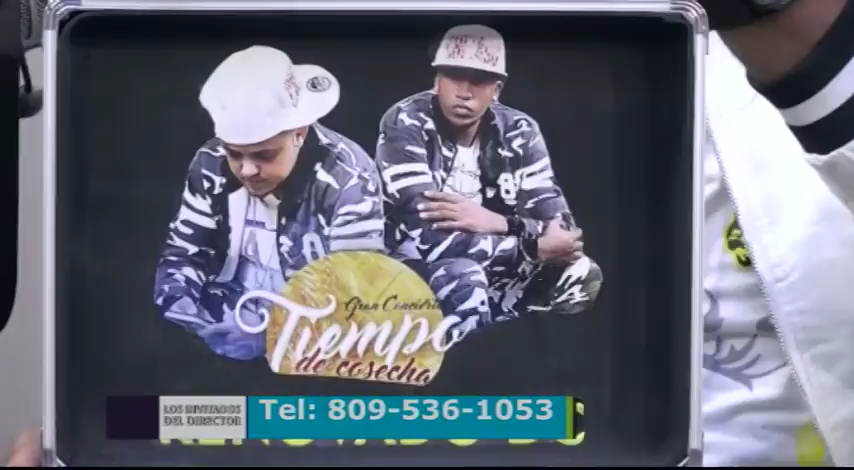 Gran Concierto
Tiempo
de cosecha
LOS INVITADOS
DEL DIRECTOR
Tel: 809-536-1053